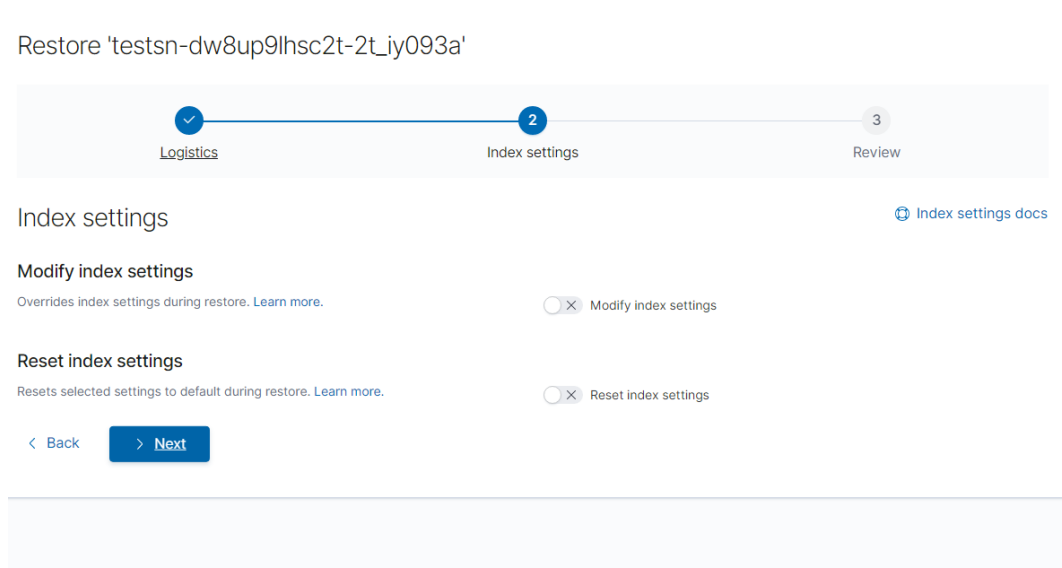 Restore 'testsn-dw8up9lhsc2t-2t_iy093a'
2
3
Logistics
Index settings
Review
Index settings
Index settings docs
Modify index settings
Overrides index settings during restore. Learn more.
Modify index settings
Reset index settings
Resets selected settings to default during restore. Learn more.
Reset index settings
Back
Next